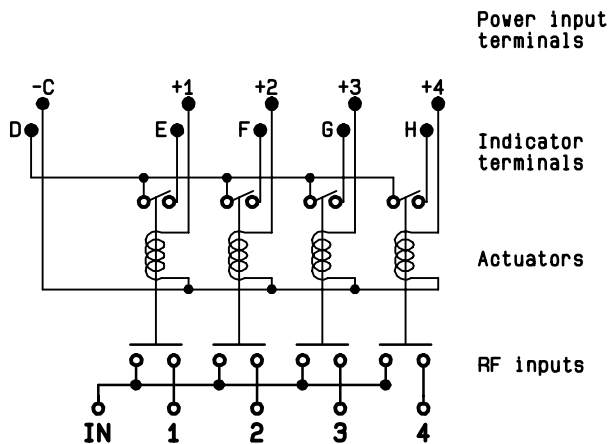 Power input
terminals
-C +1 +2 +3 +4
D E F G H
Indicator
terminals
Actuators
RF inputs
IN 1 2 3 4